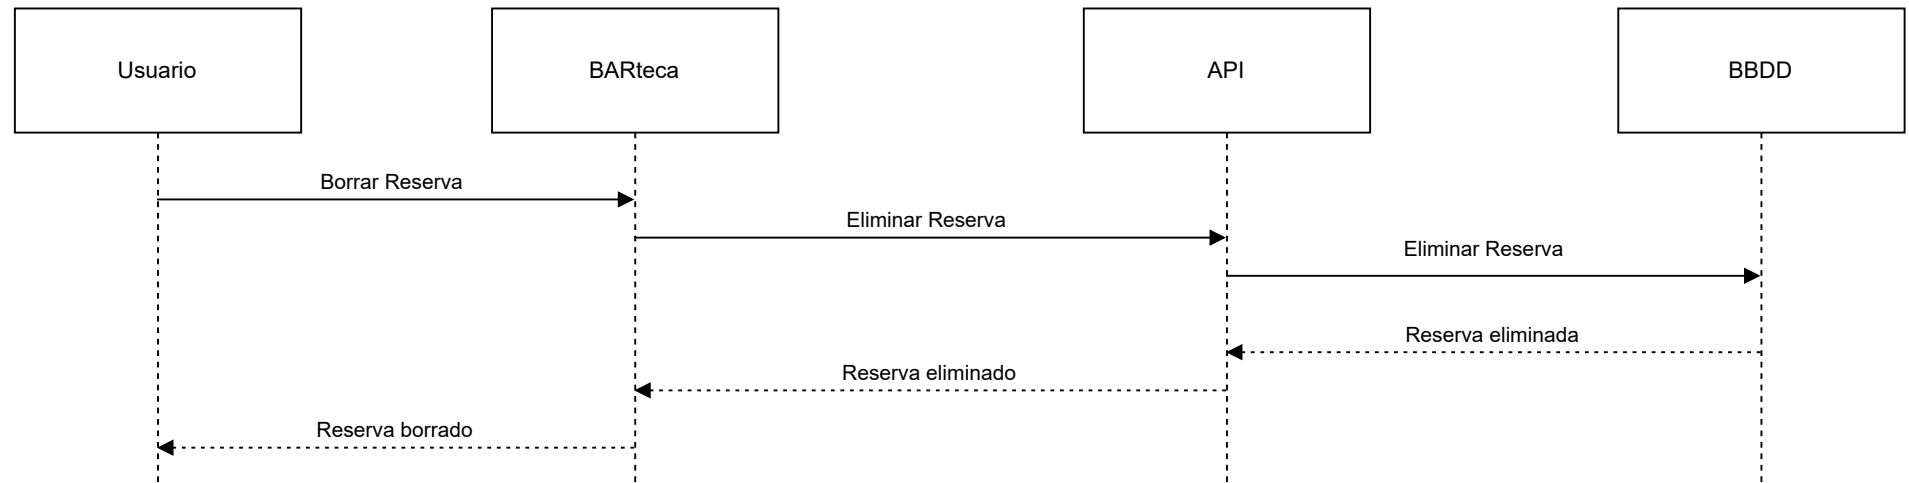 Usuario
BARteca
API
BBDD
Borrar Reserva
Eliminar Reserva
Eliminar Reserva
Reserva eliminada
Reserva eliminado
Reserva borrado